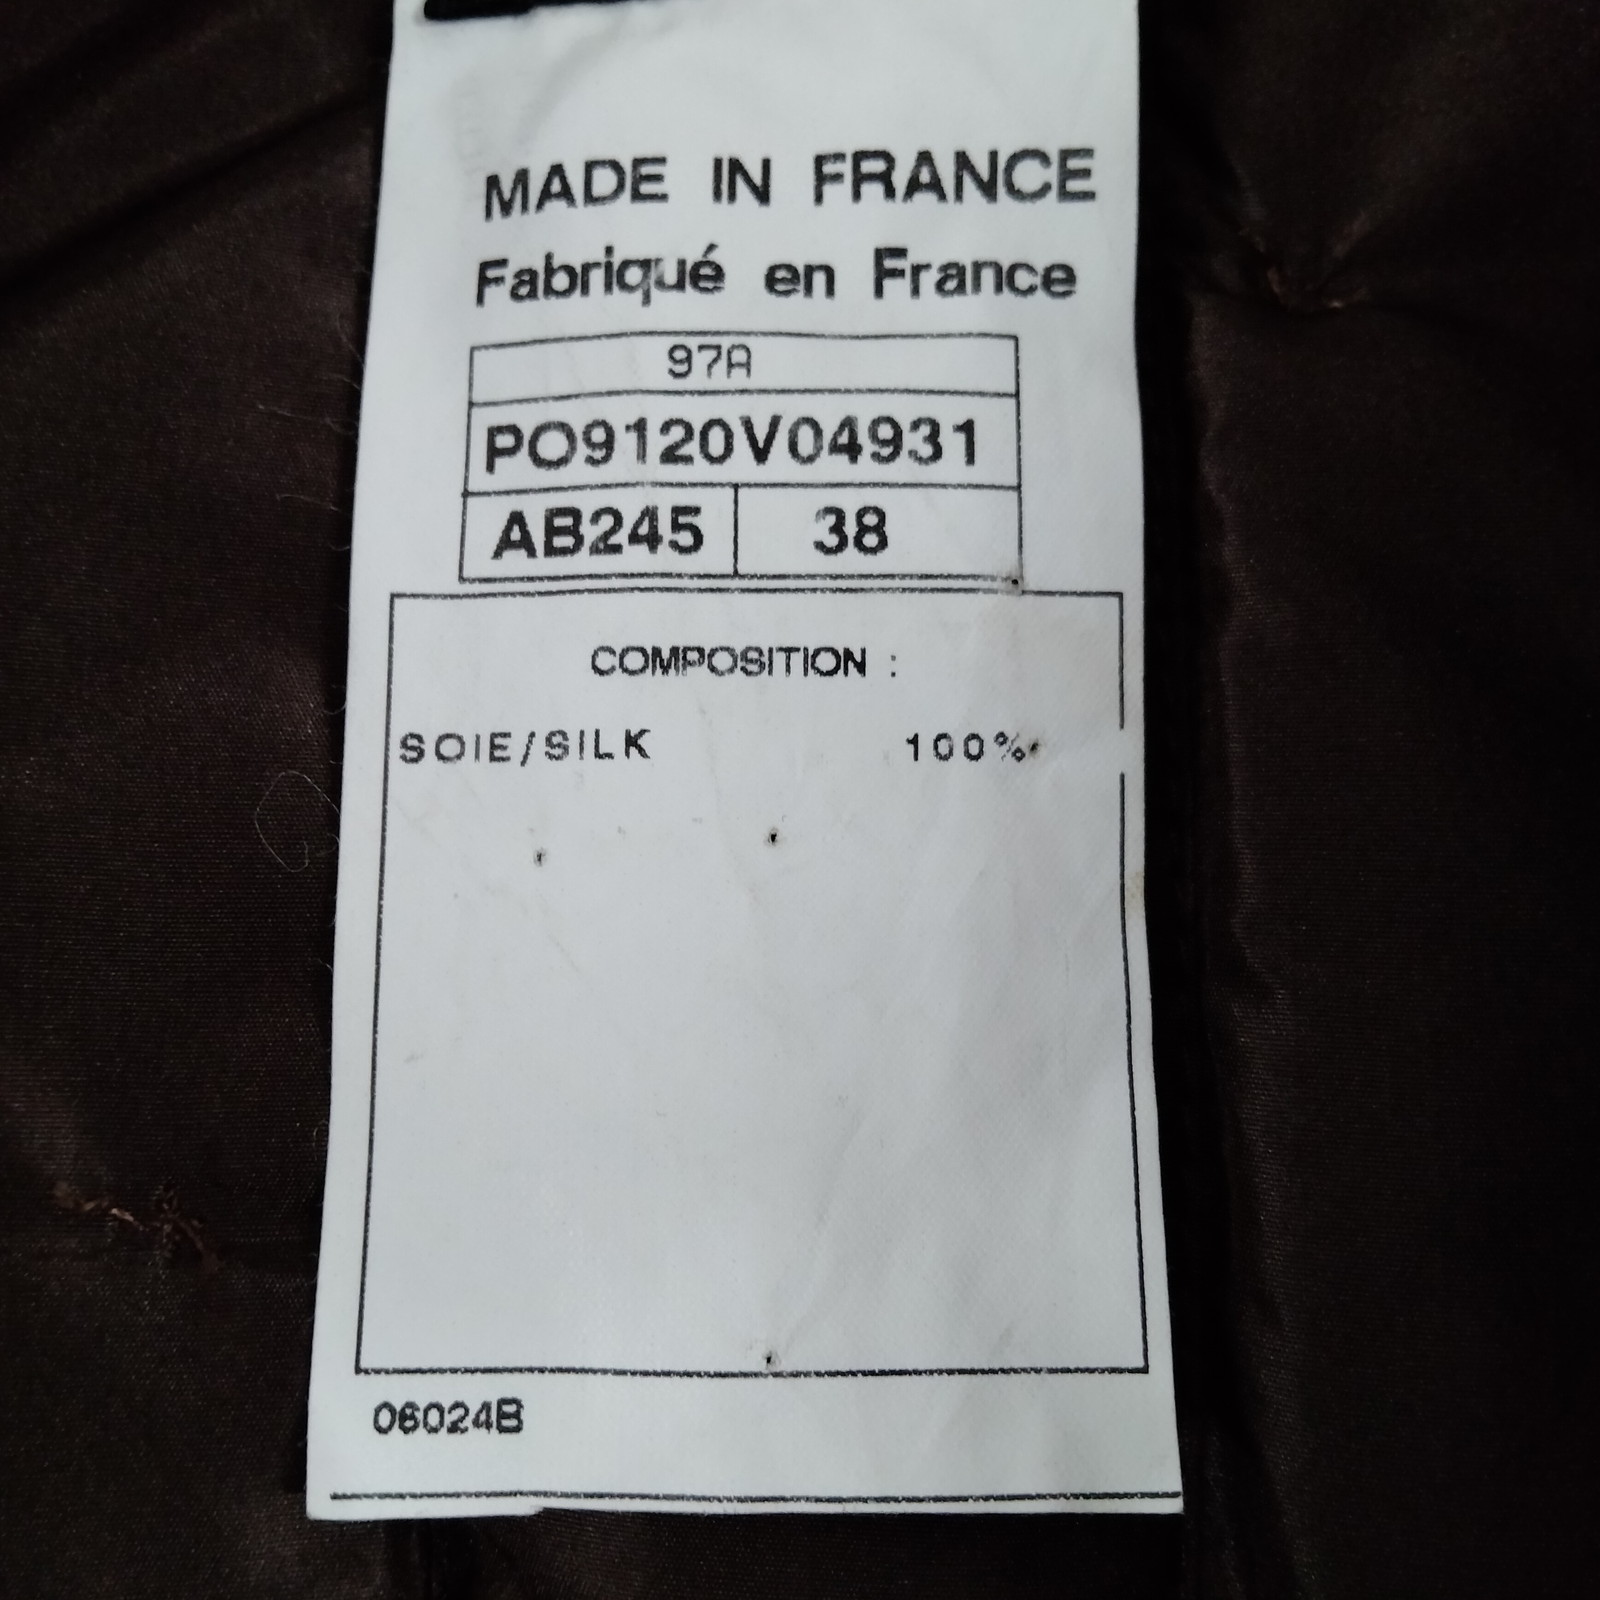 MADE IN FRANCE
Fabriqué en France
97A
PO9120V04931
AB245 38
COMPOSITION :
SOIE/SILK 100%
06024B